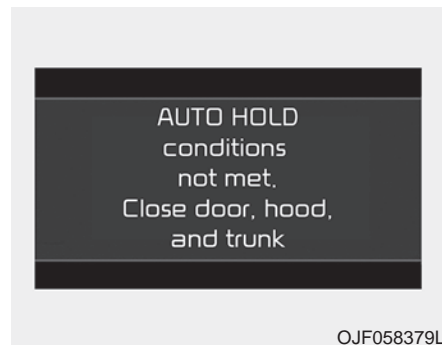 AUTO HOLD
conditions
not met.
Close door, hood,
and trunk
OJF058379L